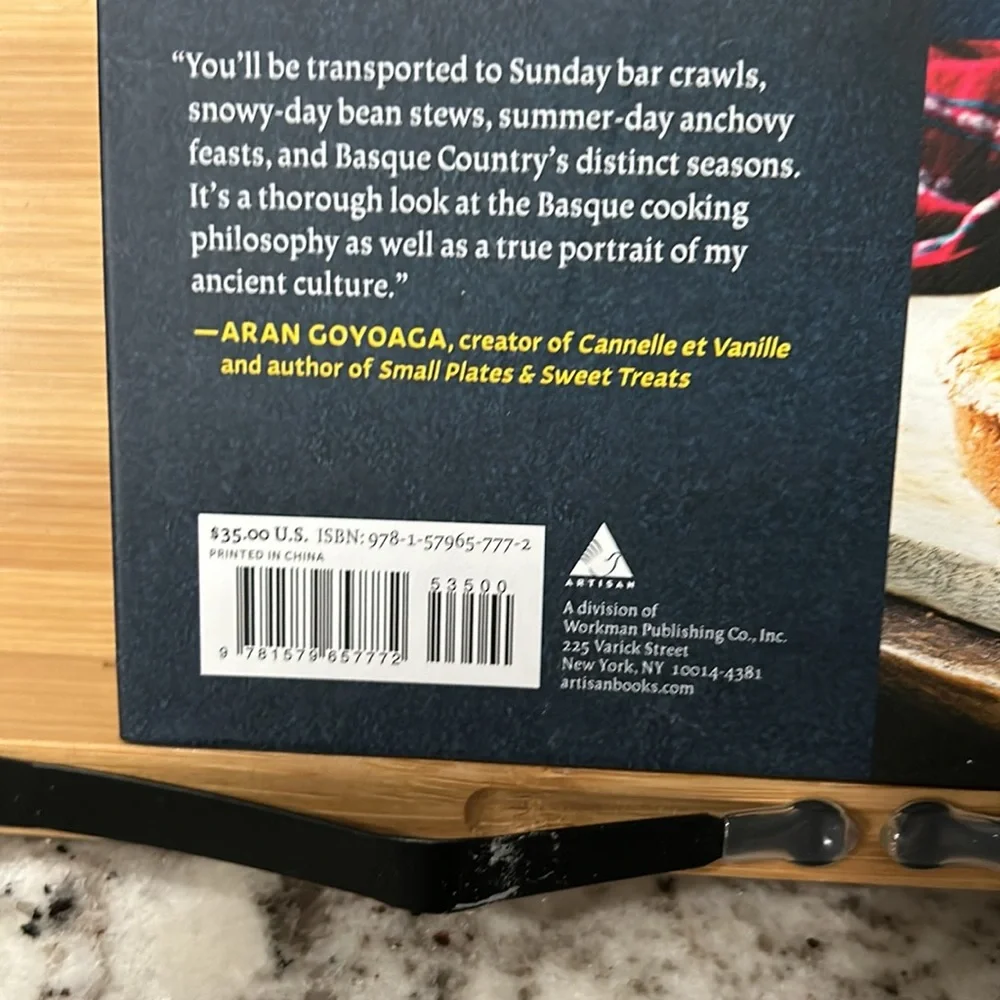 “You’ll be transported to Sunday bar crawls,
snowy-day bean stews, summer-day anchovy
feasts, and Basque Country’s distinct seasons.
It’s a thorough look at the Basque cooking
philosophy as well as a true portrait of my
ancient culture.”
—ARAN GOYOAGA, creator of Cannelle et Vanille
and author of Small Plates & Sweet Treats
$35.00 U.S. ISBN: 978-1-57965-777-2
PRINTED IN CHINA
53500
9 781579 657772
ARTISAN
A division of
Workman Publishing Co., Inc.
225 Varick Street
New York, NY 10014-4381
artisanbooks.com